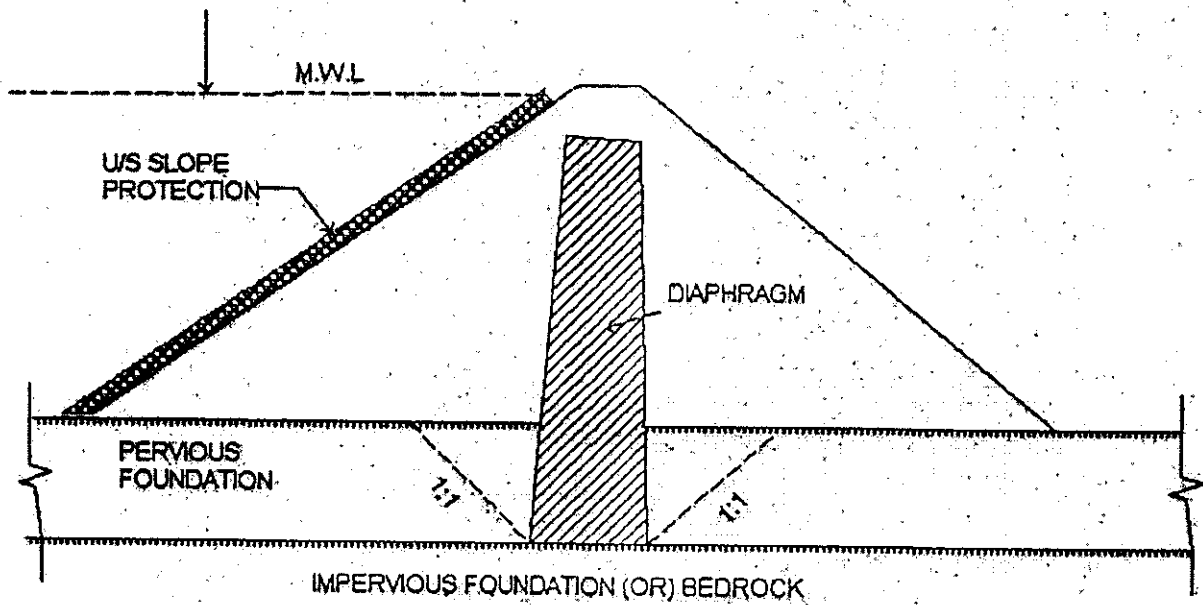 M.W.L
U/S SLOPE
PROTECTION
DIAPHRAGM
PERVIOUS
FOUNDATION
1:1
1:1
IMPERVIOUS FOUNDATION (OR) BEDROCK